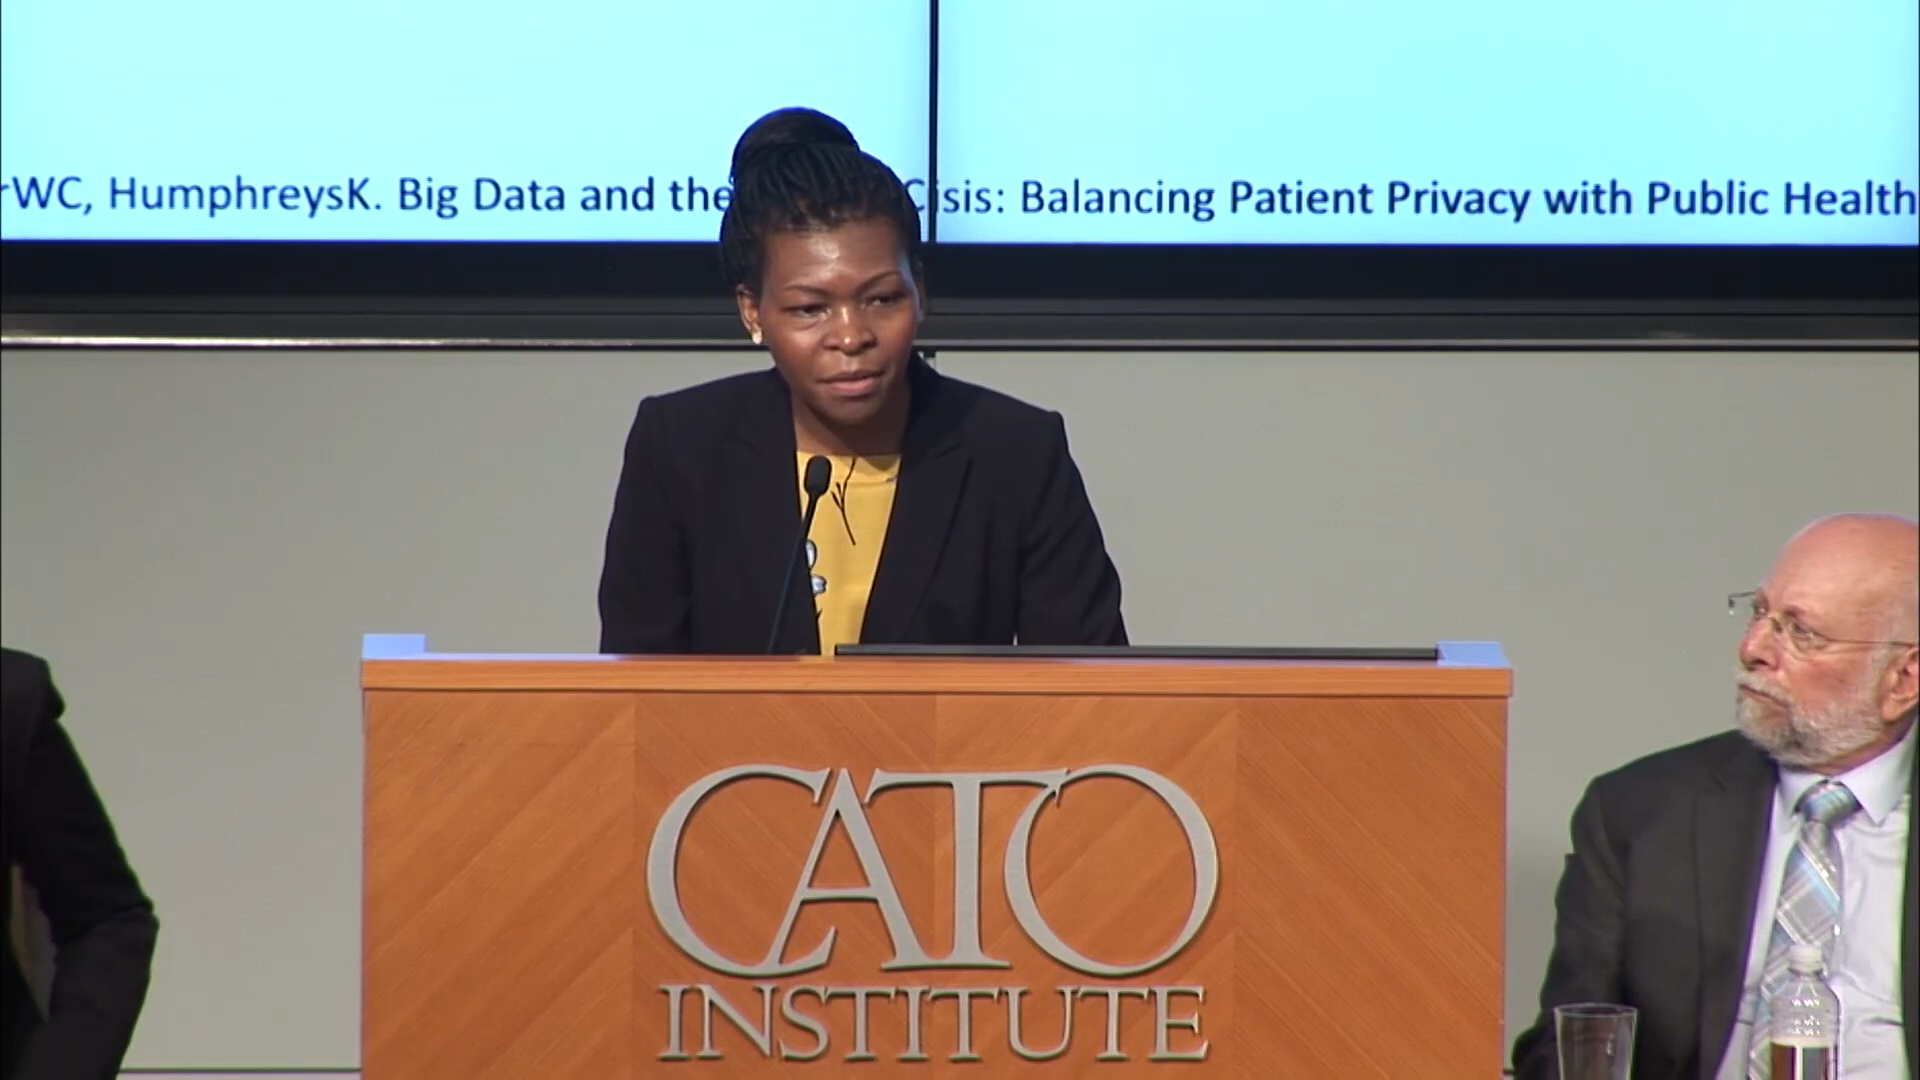 rWC, HumphreysK. Big Data and the Cisis: Balancing Patient Privacy with Public Health
CATO
INSTITUTE